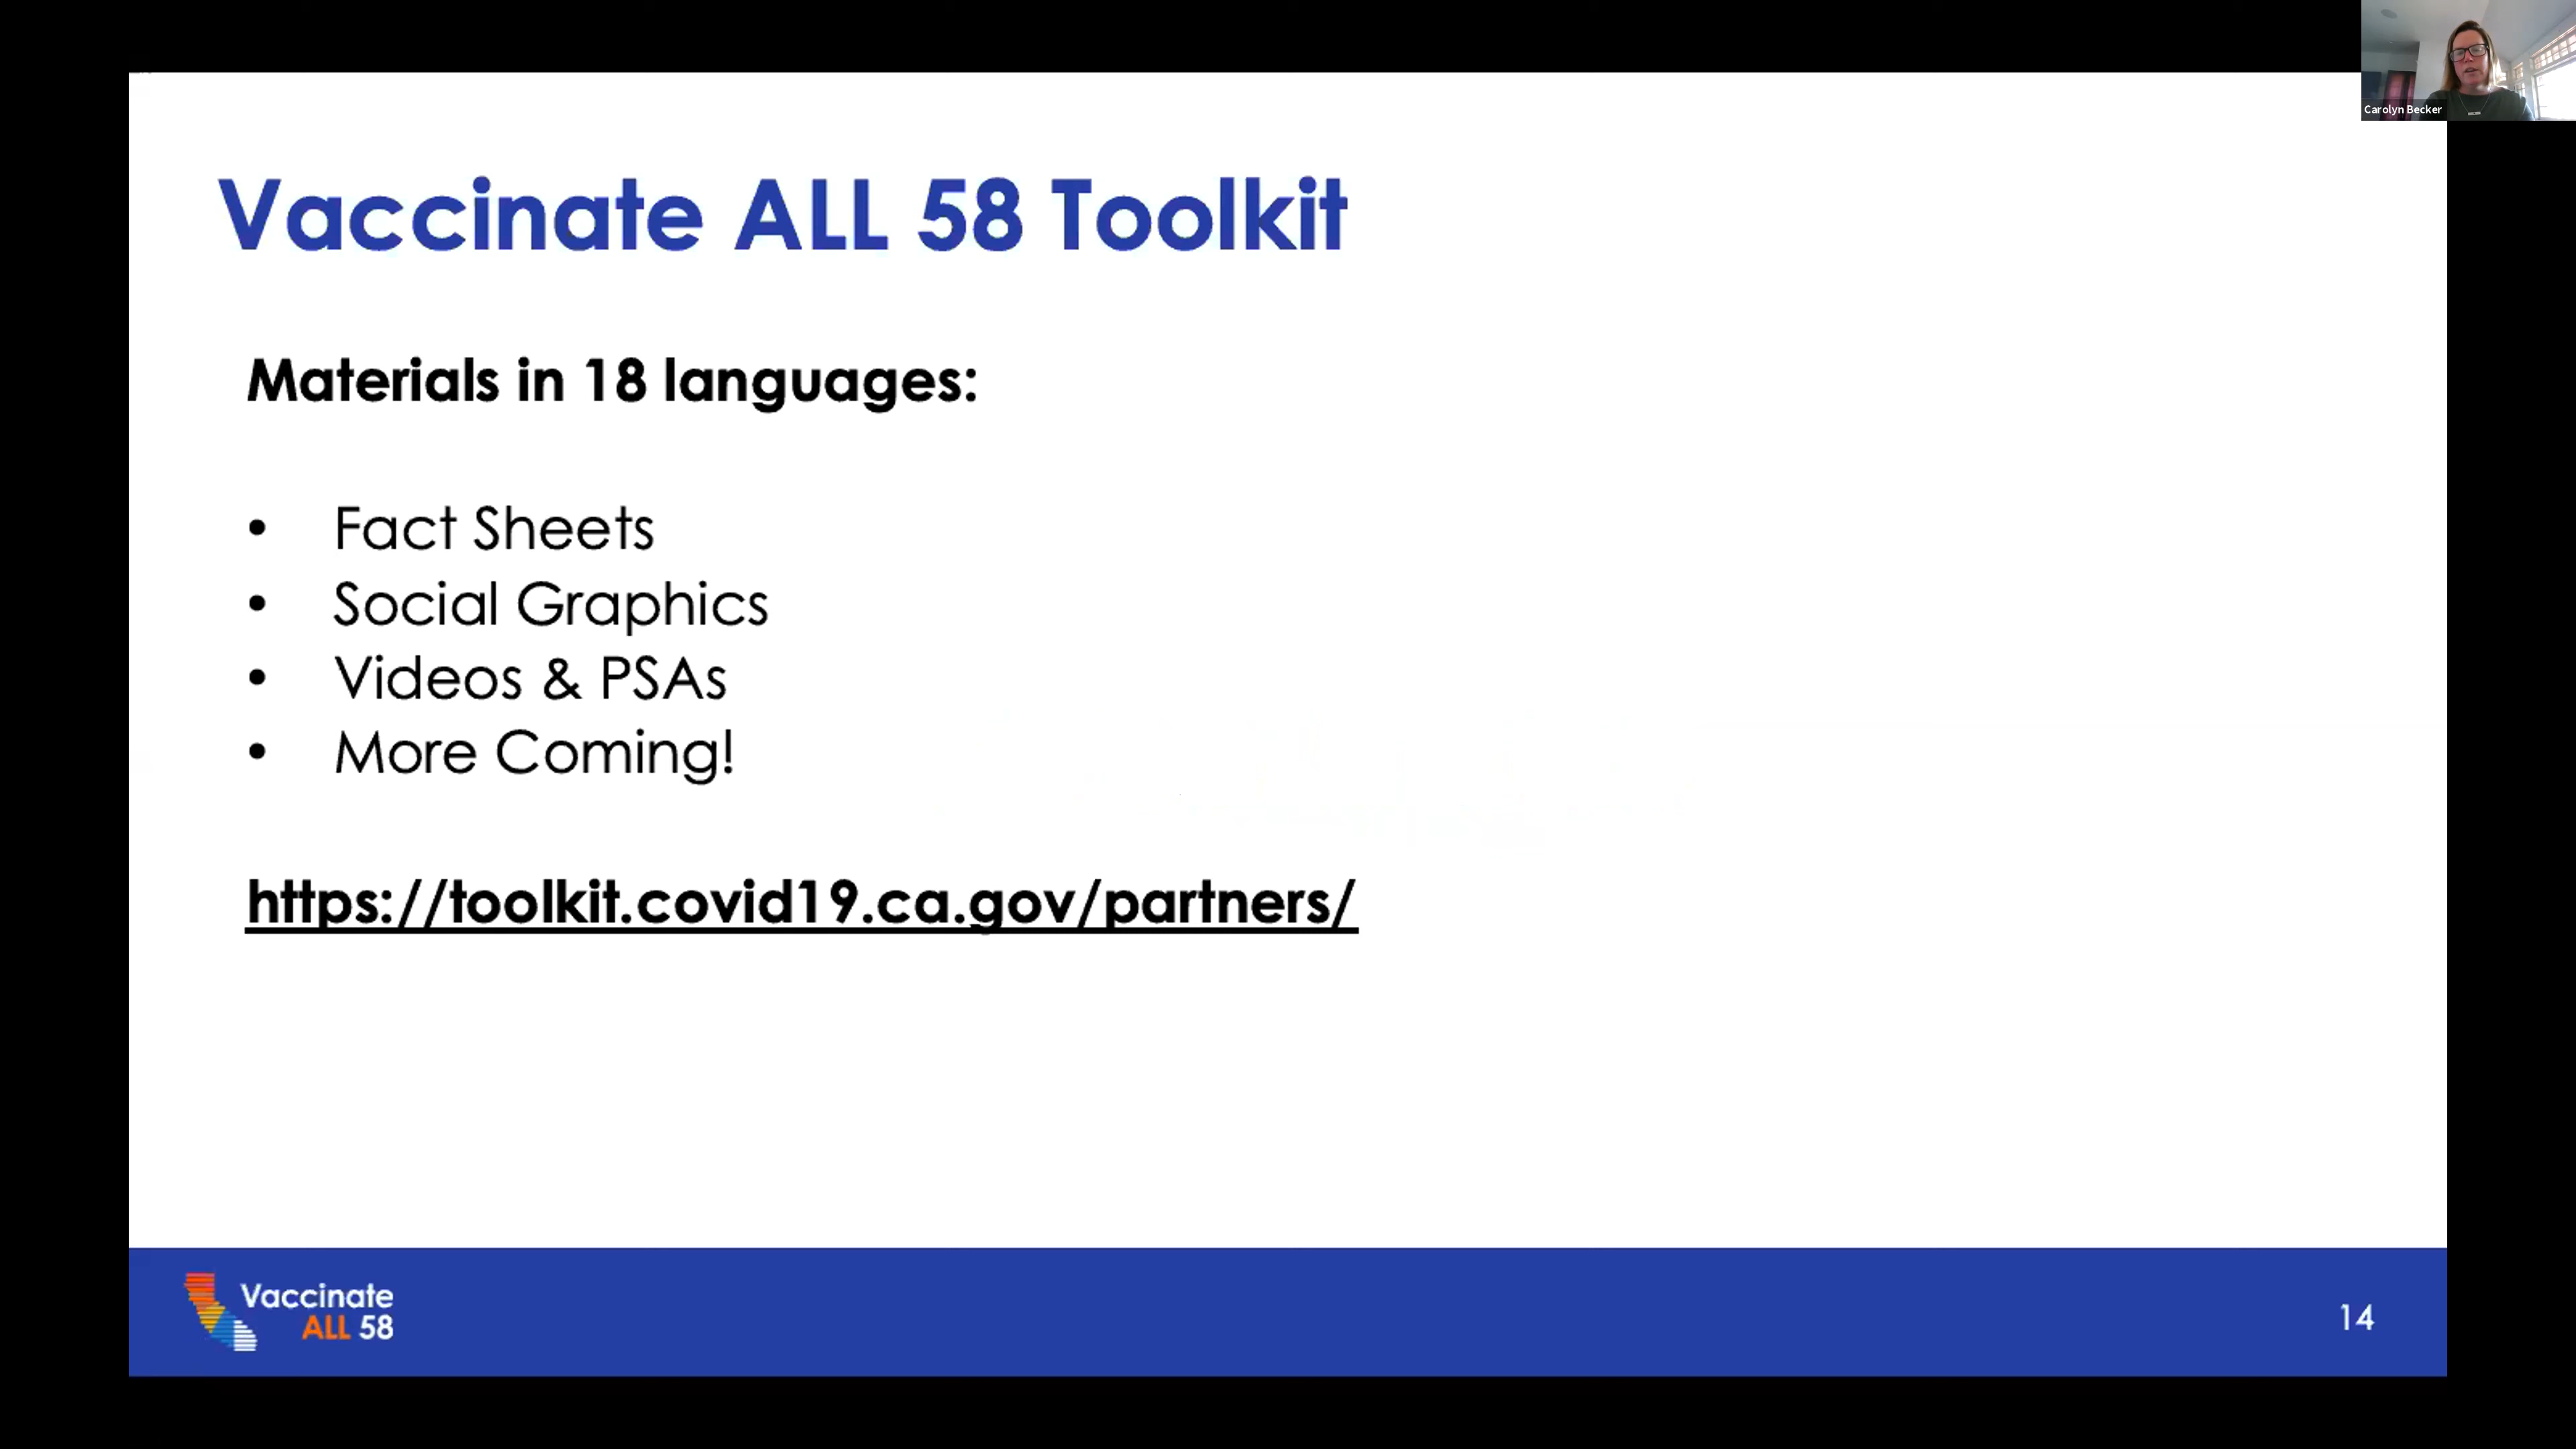 Carolyn Becker
Vaccinate ALL 58 Toolkit
Materials in 18 languages:
• Fact Sheets
• Social Graphics
• Videos & PSAs
• More Coming!
https://toolkit.covid19.ca.gov/partners/
Vaccinate
ALL 58
14